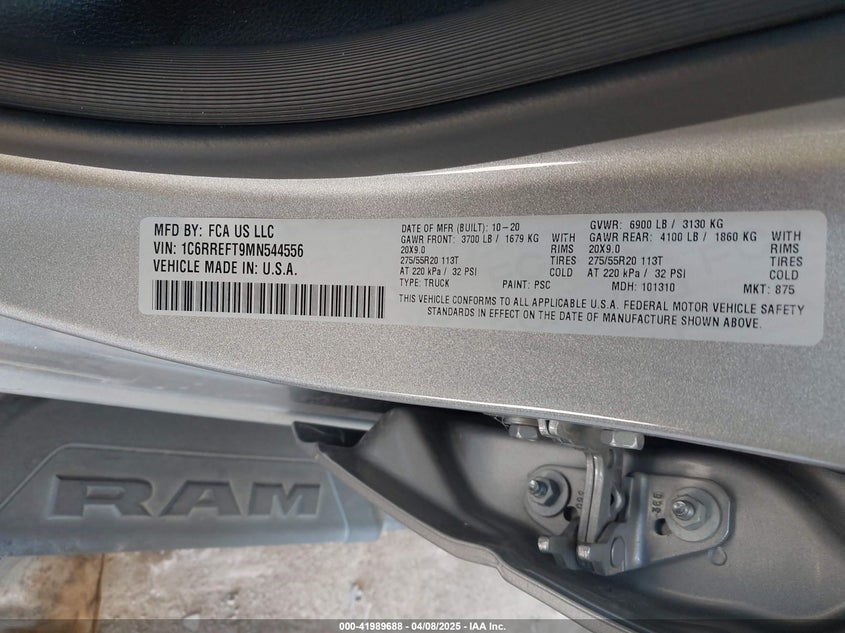 MFD BY: FCA US LLC
VIN: 1C6RREFT9MN544556
VEHICLE MADE IN: U.S.A.
DATE OF MFR (BUILT): 10-20
GAWR FRONT: 3700 LB / 1679 KG WITH
20X9.0 RIMS
275/55R20 113T
AT 220 kPa / 32 PSI COLD
TYPE: TRUCK PAINT: PSC
GVWR: 6900 LB / 3130 KG
GAWR REAR: 4100 LB / 1860 KG WITH
20X9.0 RIMS
275/55R20 113T
AT 220 kPa / 32 PSI COLD
MDH: 101310 MKT: 875
THIS VEHICLE CONFORMS TO ALL APPLICABLE U.S.A. FEDERAL MOTOR VEHICLE SAFETY
STANDARDS IN EFFECT ON THE DATE OF MANUFACTURE SHOWN ABOVE.
RAM
000-41989688 - 04/08/2025 - IAA Inc.